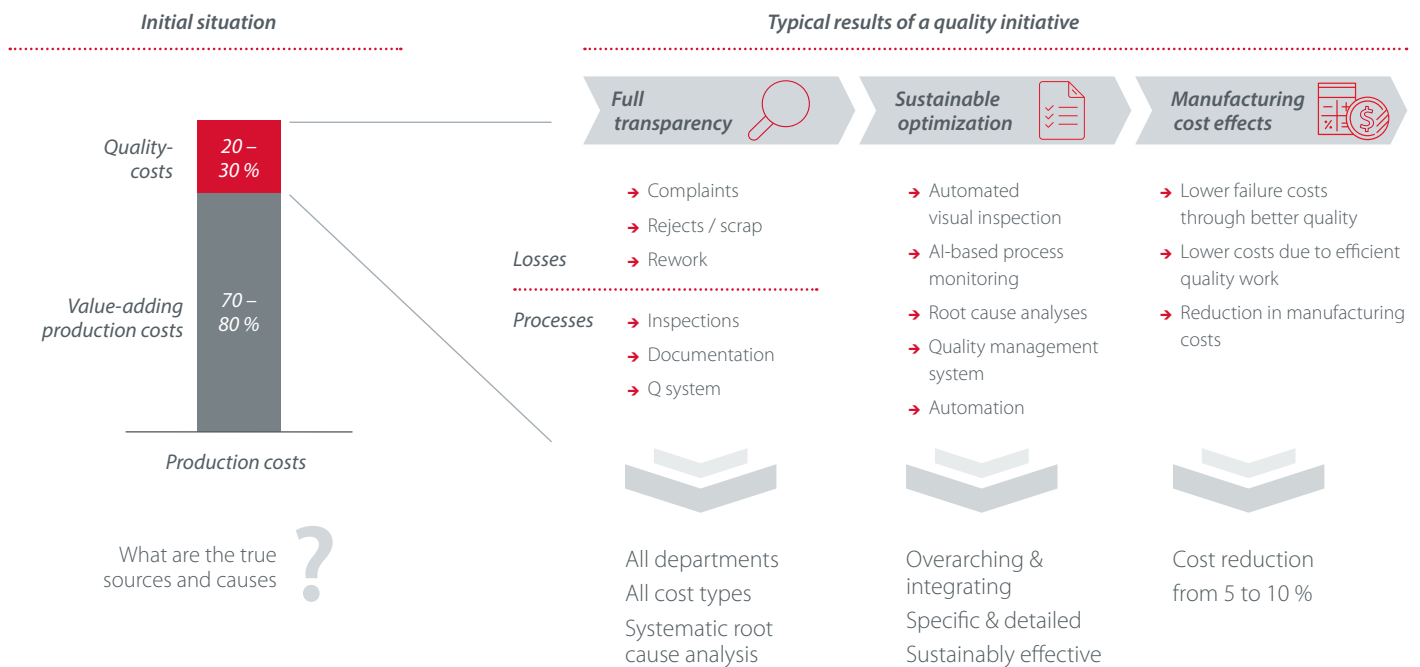 Initial situation
Quality-
costs
20 –
30 %
Value-adding
production costs
70 –
80 %
Production costs
What are the true
sources and causes
?
Typical results of a quality initiative
Full
transparency
Losses
→ Complaints
→ Rejects / scrap
→ Rework
Processes
→ Inspections
→ Documentation
→ Q system
All departments
All cost types
Systematic root
cause analysis
Sustainable
optimization
→ Automated
visual inspection
→ AI-based process
monitoring
→ Root cause analyses
→ Quality management
system
→ Automation
Overarching &
integrating
Specific & detailed
Sustainably effective
Manufacturing
cost effects
→ Lower failure costs
through better quality
→ Lower costs due to efficient
quality work
→ Reduction in manufacturing
costs
Cost reduction
from 5 to 10 %